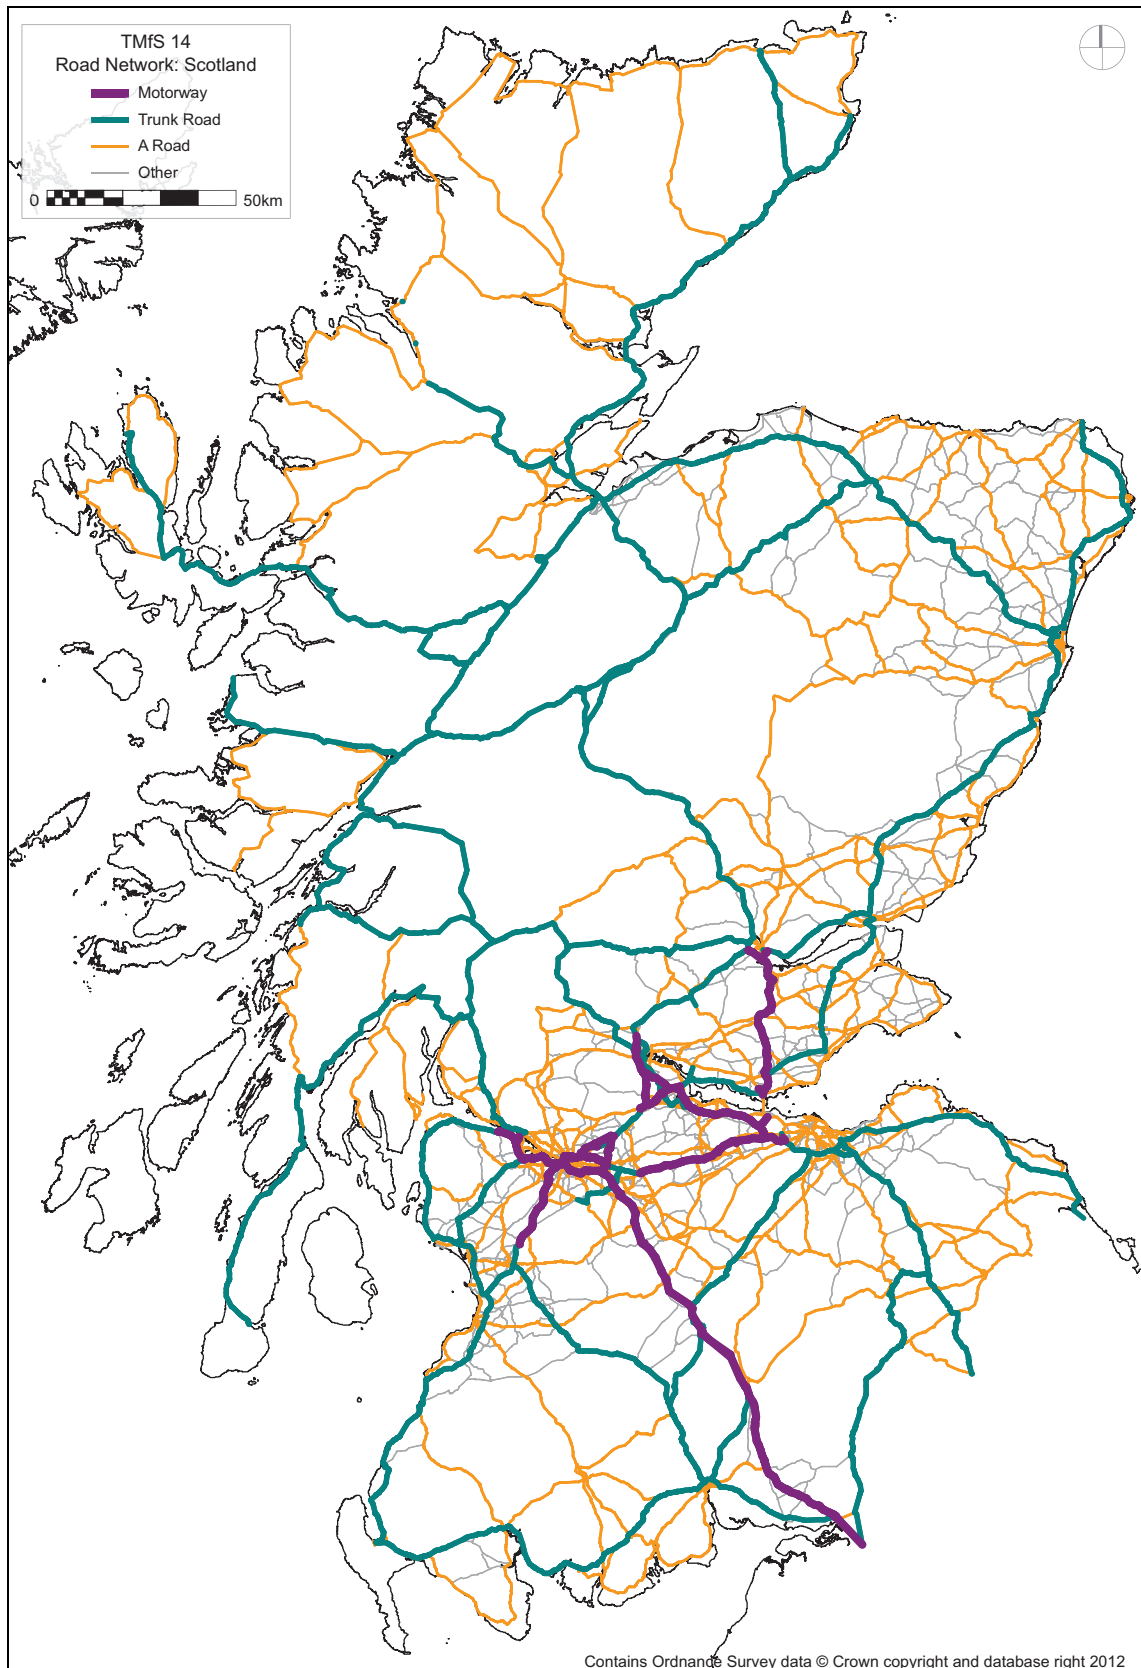 TMfS 14
Road Network: Scotland
Motorway
Trunk Road
A Road
Other
0 50km
Contains Ordnance Survey data © Crown copyright and database right 2012